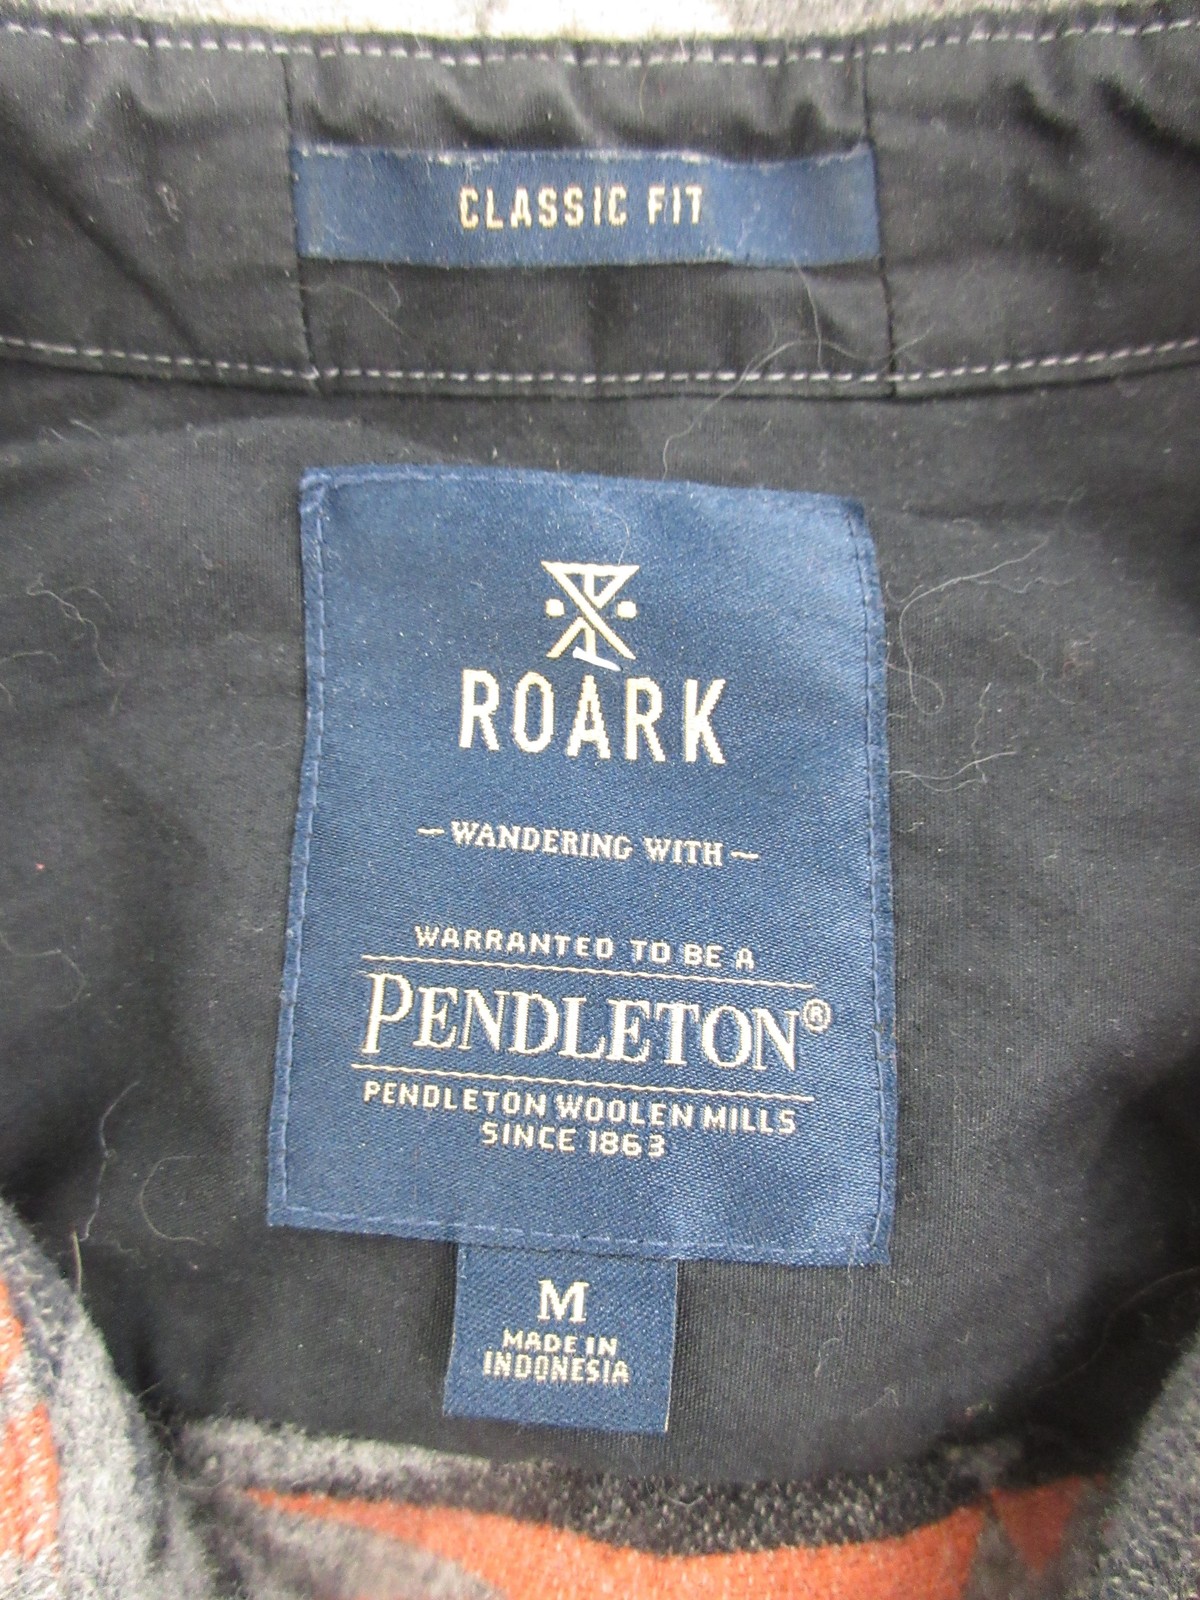 CLASSIC FIT
ROARK
– WANDERING WITH –
WARRANTED TO BE A
PENDLETON®
PENDLETON WOOLEN MILLS
SINCE 1863
M
MADE IN
INDONESIA